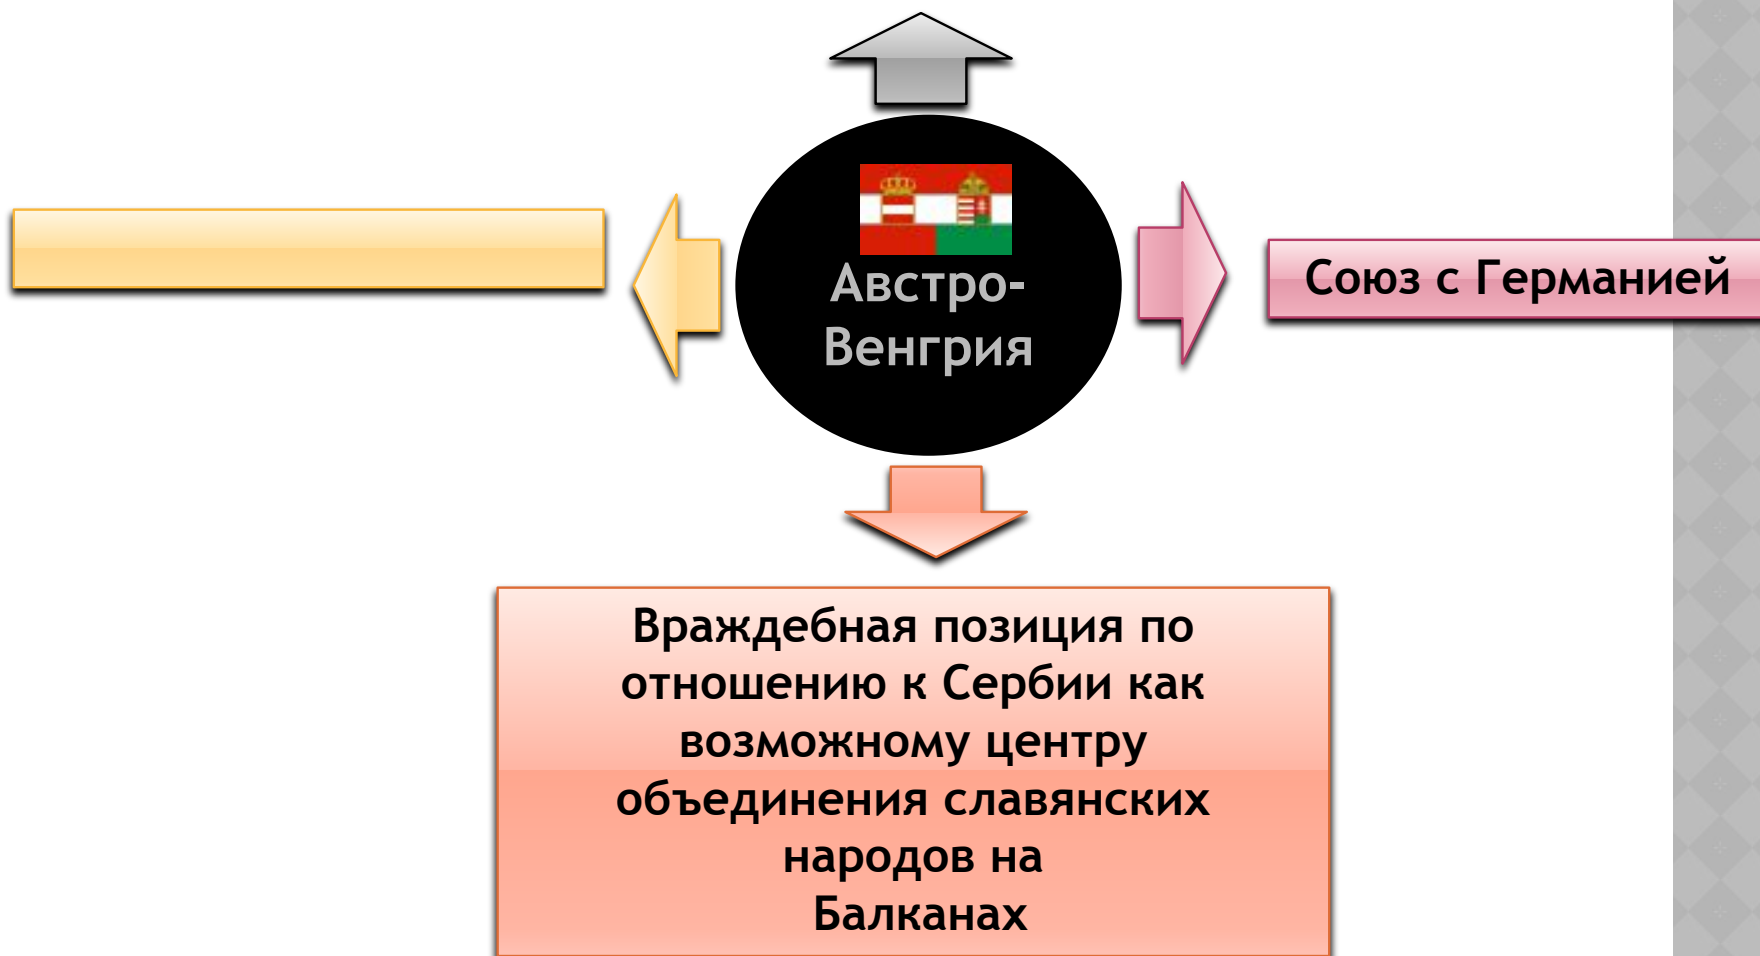 Австро-
Венгрия
Союз с Германией
Враждебная позиция по
отношению к Сербии как
возможному центру
объединения славянских
народов на
Балканах